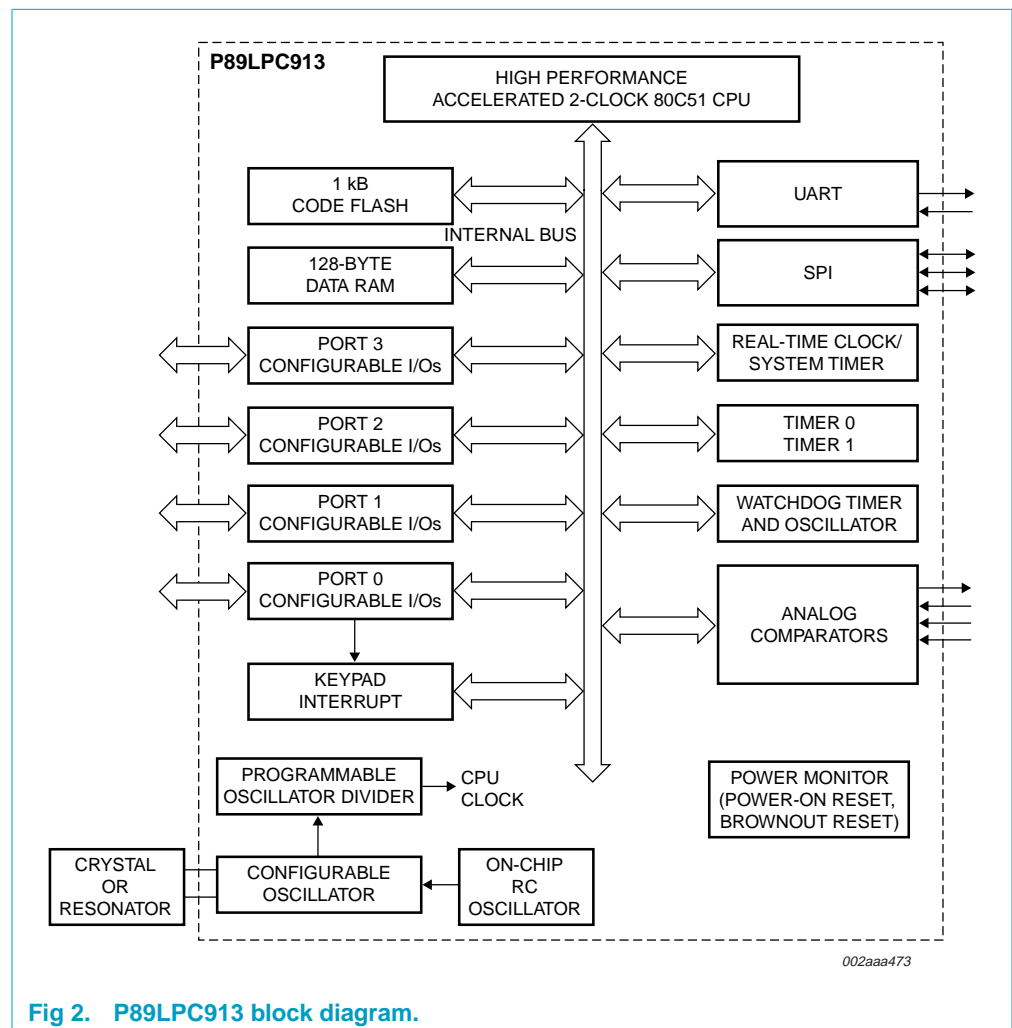 P89LPC913
HIGH PERFORMANCE
ACCELERATED 2-CLOCK 80C51 CPU
1 kB
CODE FLASH
UART
INTERNAL BUS
128-BYTE
DATA RAM
SPI
PORT 3
CONFIGURABLE I/Os
REAL-TIME CLOCK/
SYSTEM TIMER
PORT 2
CONFIGURABLE I/Os
TIMER 0
TIMER 1
PORT 1
CONFIGURABLE I/Os
WATCHDOG TIMER
AND OSCILLATOR
PORT 0
CONFIGURABLE I/Os
ANALOG
COMPARATORS
KEYPAD
INTERRUPT
PROGRAMMABLE
OSCILLATOR DIVIDER
CPU
CLOCK
POWER MONITOR
(POWER-ON RESET,
BROWNOUT RESET)
CRYSTAL
OR
RESONATOR
CONFIGURABLE
OSCILLATOR
ON-CHIP
RC
OSCILLATOR
002aaa473
Fig 2. P89LPC913 block diagram.